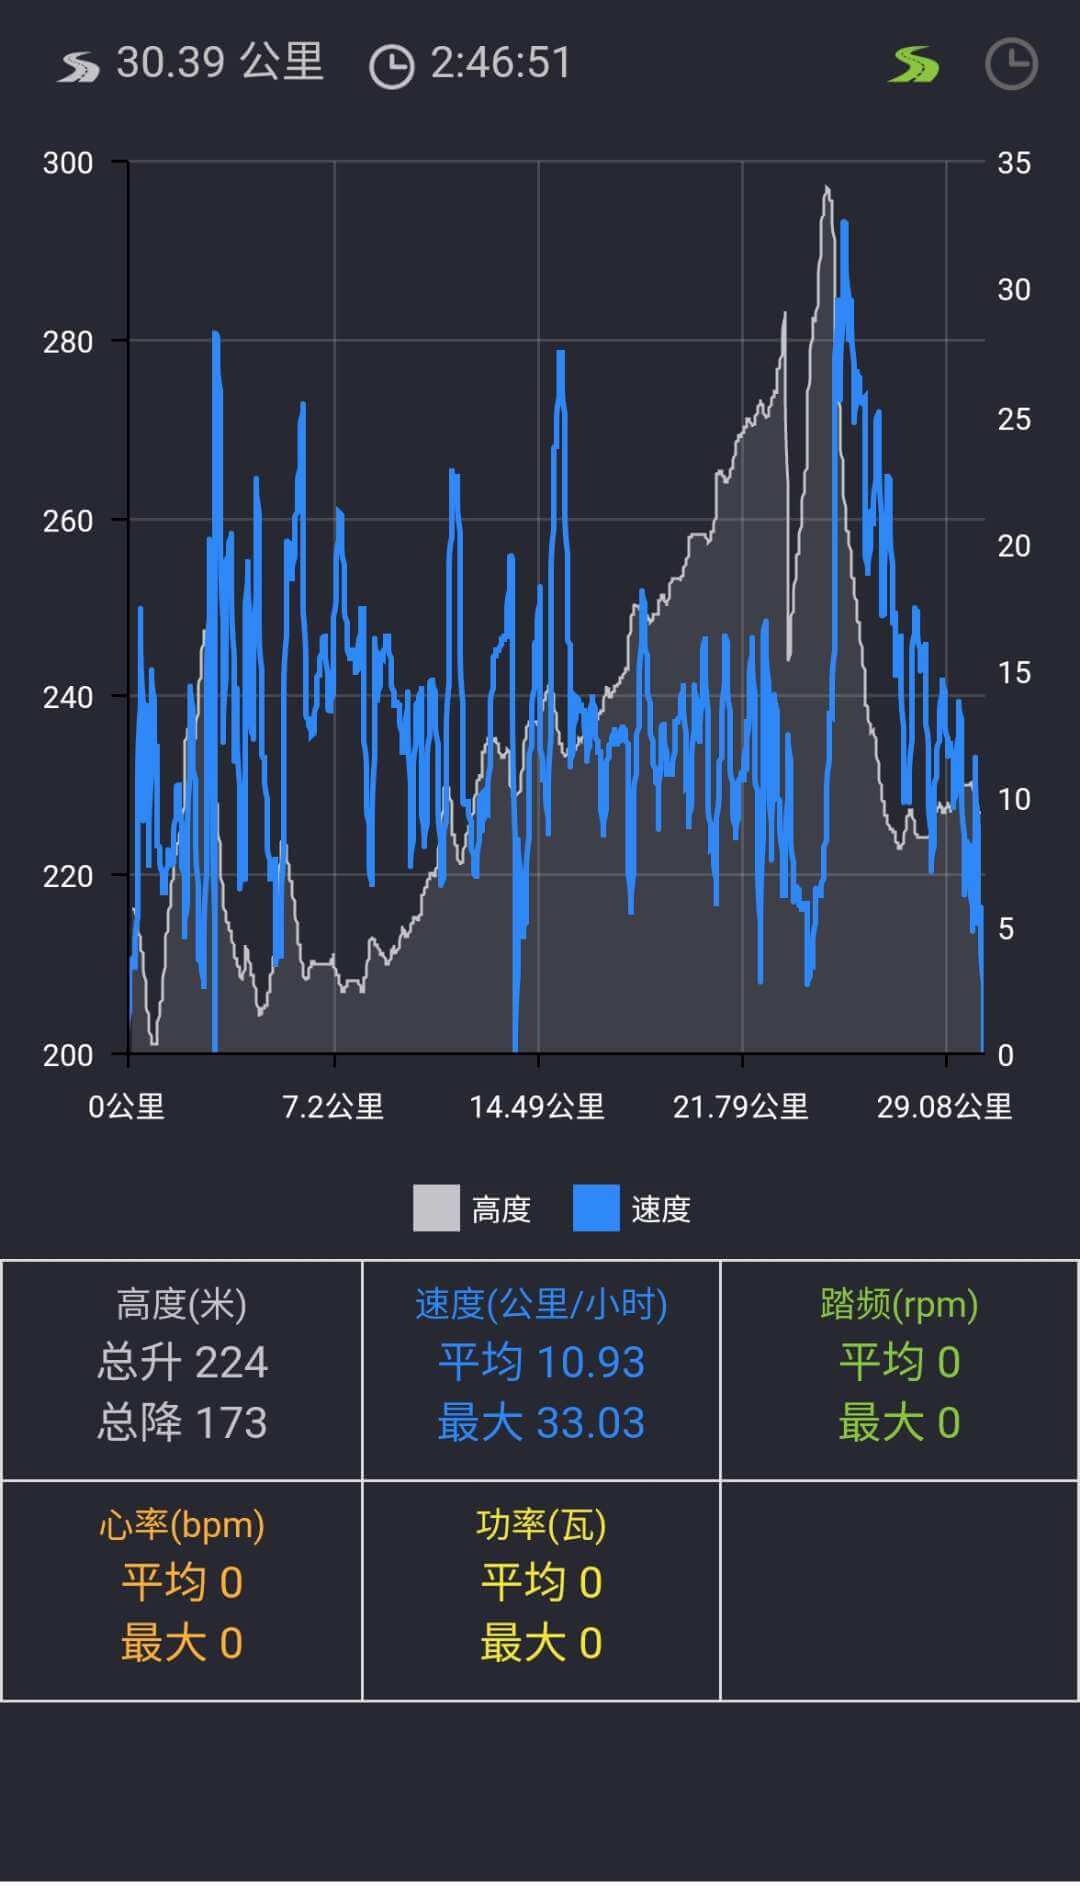 30.39 公里 2:46:51
300 35
30
280
25
260
20
15
240
10
220
5
200 0
0公里 7.2公里 14.49公里 21.79公里 29.08公里
高度 速度
高度(米) 速度(公里/小时) 踏频(rpm)
总升 224 平均 10.93 平均 0
总降 173 最大 33.03 最大 0
心率(bpm) 功率(瓦)
平均 0 平均 0
最大 0 最大 0